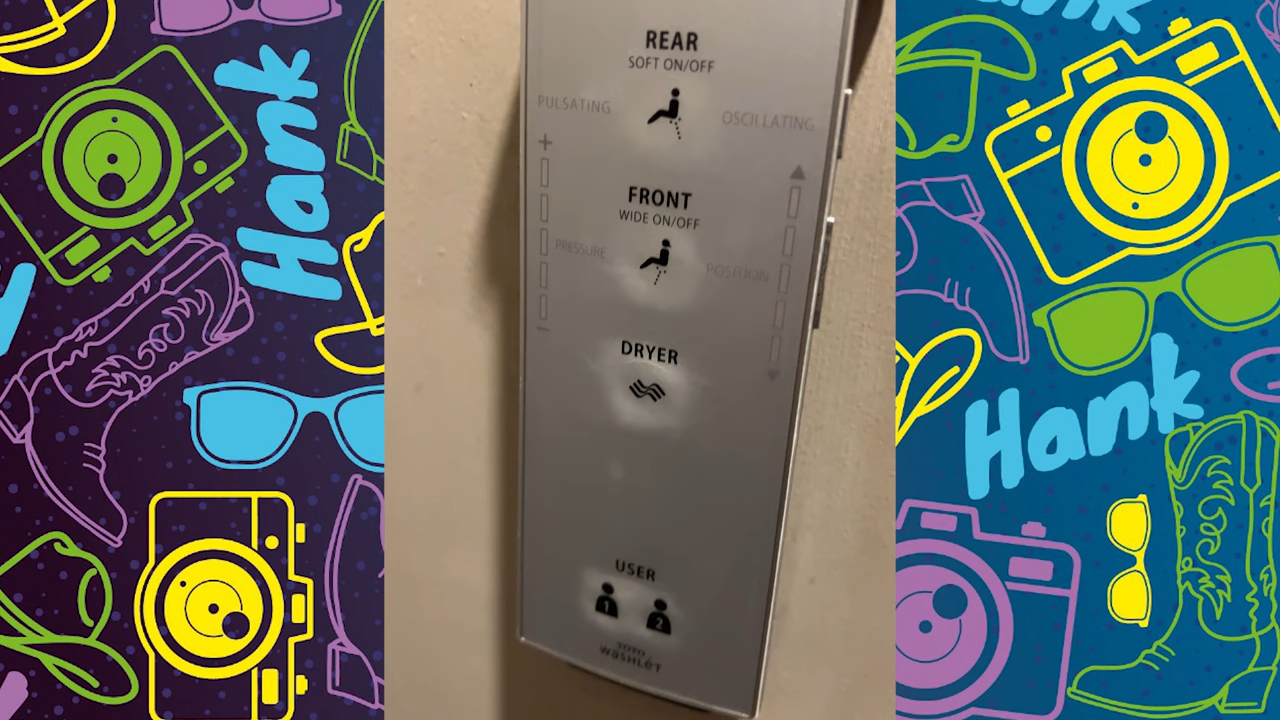 Hank
REAR
SOFT ON/OFF
PULSATING
OSCILLATING
+
FRONT
WIDE ON/OFF
PRESSURE
POSITION
-
DRYER
USER
1
2
TOTO
WASHLET
Hank
Hank